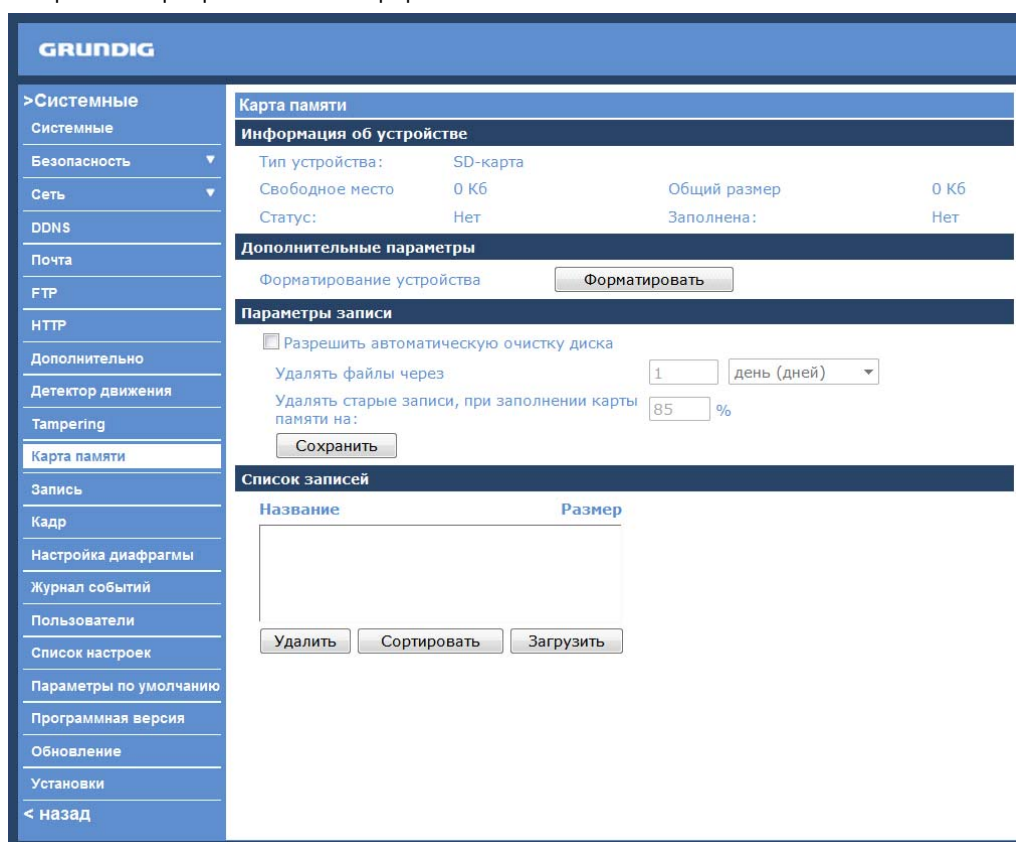 GRUNDIG
>Системные
Системные
Безопасность
Сеть
DDNS
Почта
FTP
HTTP
Дополнительно
Детектор движения
Tampering
Карта памяти
Запись
Кадр
Настройка диафрагмы
Журнал событий
Пользователи
Список настроек
Параметры по умолчанию
Программная версия
Обновление
Установки
< назад
Карта памяти
Информация об устройстве
Тип устройства: SD-карта
Свободное место 0 Кб Общий размер 0 Кб
Статус: Нет Заполнена: Нет
Дополнительные параметры
Форматирование устройства Форматировать
Параметры записи
Разрешить автоматическую очистку диска
Удалять файлы через 1 день (дней)
Удалять старые записи, при заполнении карты
памяти на: 85 %
Сохранить
Список записей
Название Размер
Удалить Сортировать Загрузить